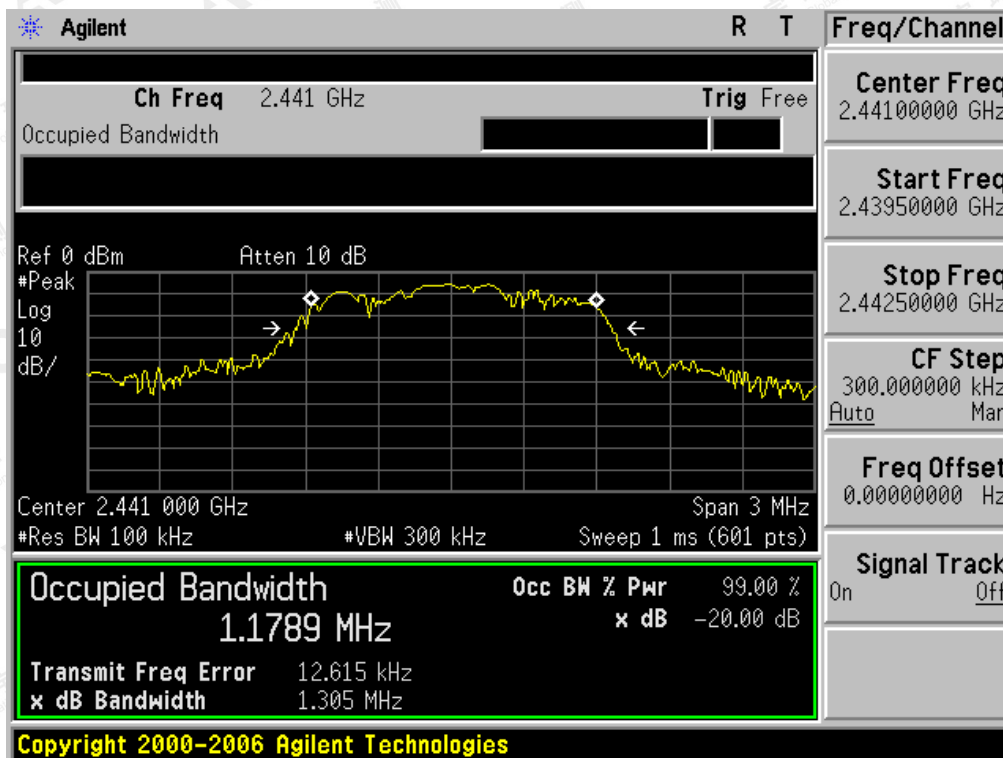 Agilent R T Freq/Channel
Ch Freq 2.441 GHz Trig Free
Occupied Bandwidth
Center Freq
2.44100000 GHz
Start Freq
2.43950000 GHz
Stop Freq
2.44250000 GHz
CF Step
300.000000 kHz
Auto Man
Freq Offset
0.00000000 Hz
Signal Track
On Off
Ref 0 dBm Atten 10 dB
#Peak
Log
10
dB/
Center 2.441 000 GHz Span 3 MHz
#Res BW 100 kHz #VBW 300 kHz Sweep 1 ms (601 pts)
Occupied Bandwidth Occ BW % Pwr 99.00 %
1.1789 MHz x dB -20.00 dB
Transmit Freq Error 12.615 kHz
x dB Bandwidth 1.305 MHz
Copyright 2000-2006 Agilent Technologies